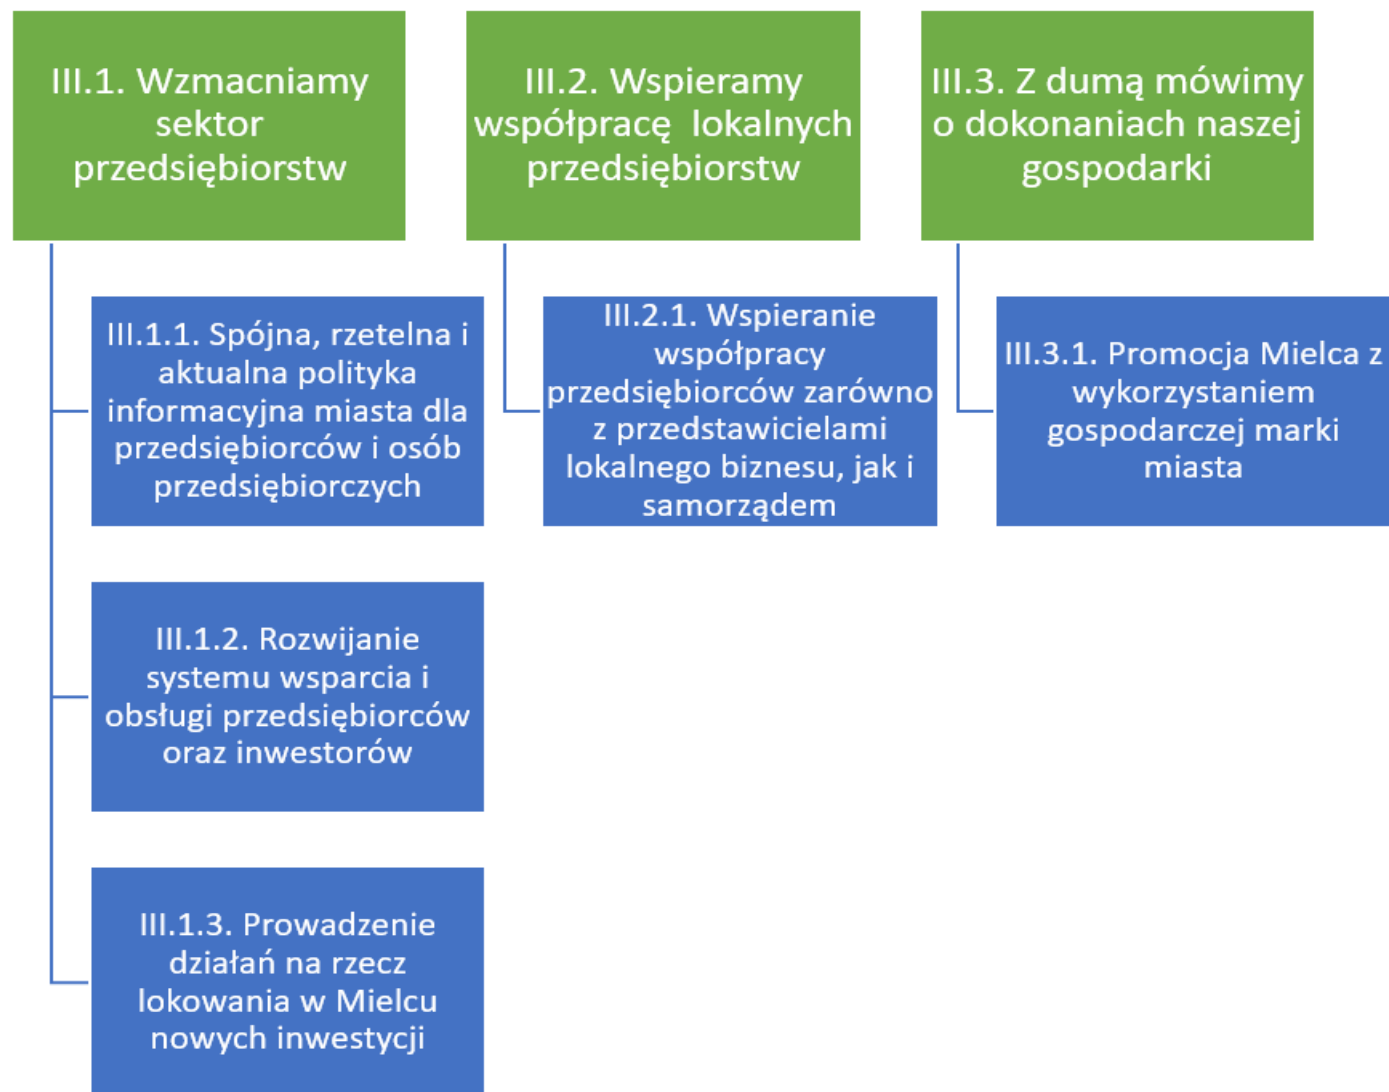 III.1. Wzmacniamy
sektor
przedsiębiorstw
III.1.1. Spójna, rzetelna i
aktualna polityka
informacyjna miasta dla
przedsiębiorców i osób
przedsiębiorczych
III.1.2. Rozwijanie
systemu wsparcia i
obsługi przedsiębiorców
oraz inwestorów
III.1.3. Prowadzenie
działań na rzecz
lokowania w Mielcu
nowych inwestycji
III.2. Wspieramy
współpracę lokalnych
przedsiębiorstw
III.2.1. Wspieranie
współpracy
przedsiębiorców zarówno
z przedstawicielami
lokalnego biznesu, jak i
samorządem
III.3. Z dumą mówimy
o dokonaniach naszej
gospodarki
III.3.1. Promocja Mielca z
wykorzystaniem
gospodarczej marki
miasta